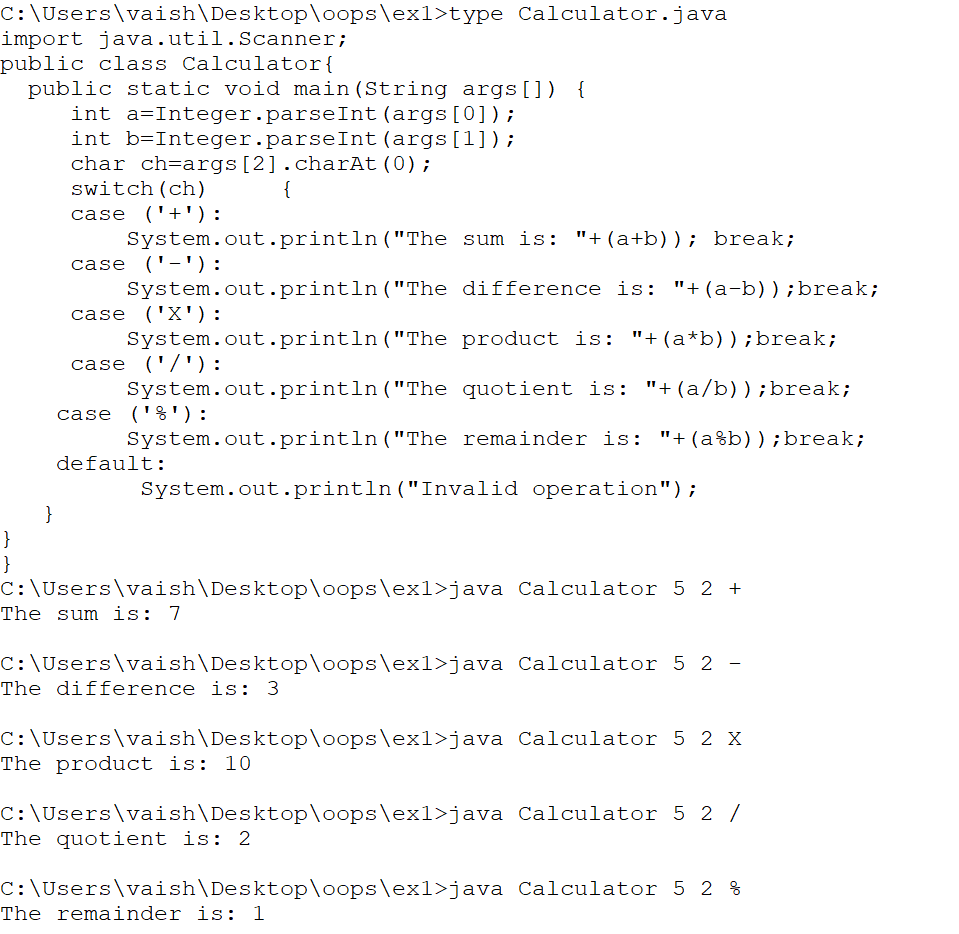 C:\Users\vaish\Desktop\oops\ex1>type Calculator.java
import java.util.Scanner;
public class Calculator{
  public static void main(String args[]) {
     int a=Integer.parseInt(args[0]);
     int b=Integer.parseInt(args[1]);
     char ch=args[2].charAt(0);
     switch(ch)     {
     case ('+'):
         System.out.println("The sum is: "+(a+b)); break;
     case ('-'):
         System.out.println("The difference is: "+(a-b));break;
     case ('X'):
         System.out.println("The product is: "+(a*b));break;
     case ('/'):
         System.out.println("The quotient is: "+(a/b));break;
    case ('%'):
         System.out.println("The remainder is: "+(a%b));break;
    default:
          System.out.println("Invalid operation");
   }
}
}
C:\Users\vaish\Desktop\oops\ex1>java Calculator 5 2 +
The sum is: 7

C:\Users\vaish\Desktop\oops\ex1>java Calculator 5 2 -
The difference is: 3

C:\Users\vaish\Desktop\oops\ex1>java Calculator 5 2 X
The product is: 10

C:\Users\vaish\Desktop\oops\ex1>java Calculator 5 2 /
The quotient is: 2

C:\Users\vaish\Desktop\oops\ex1>java Calculator 5 2 %
The remainder is: 1